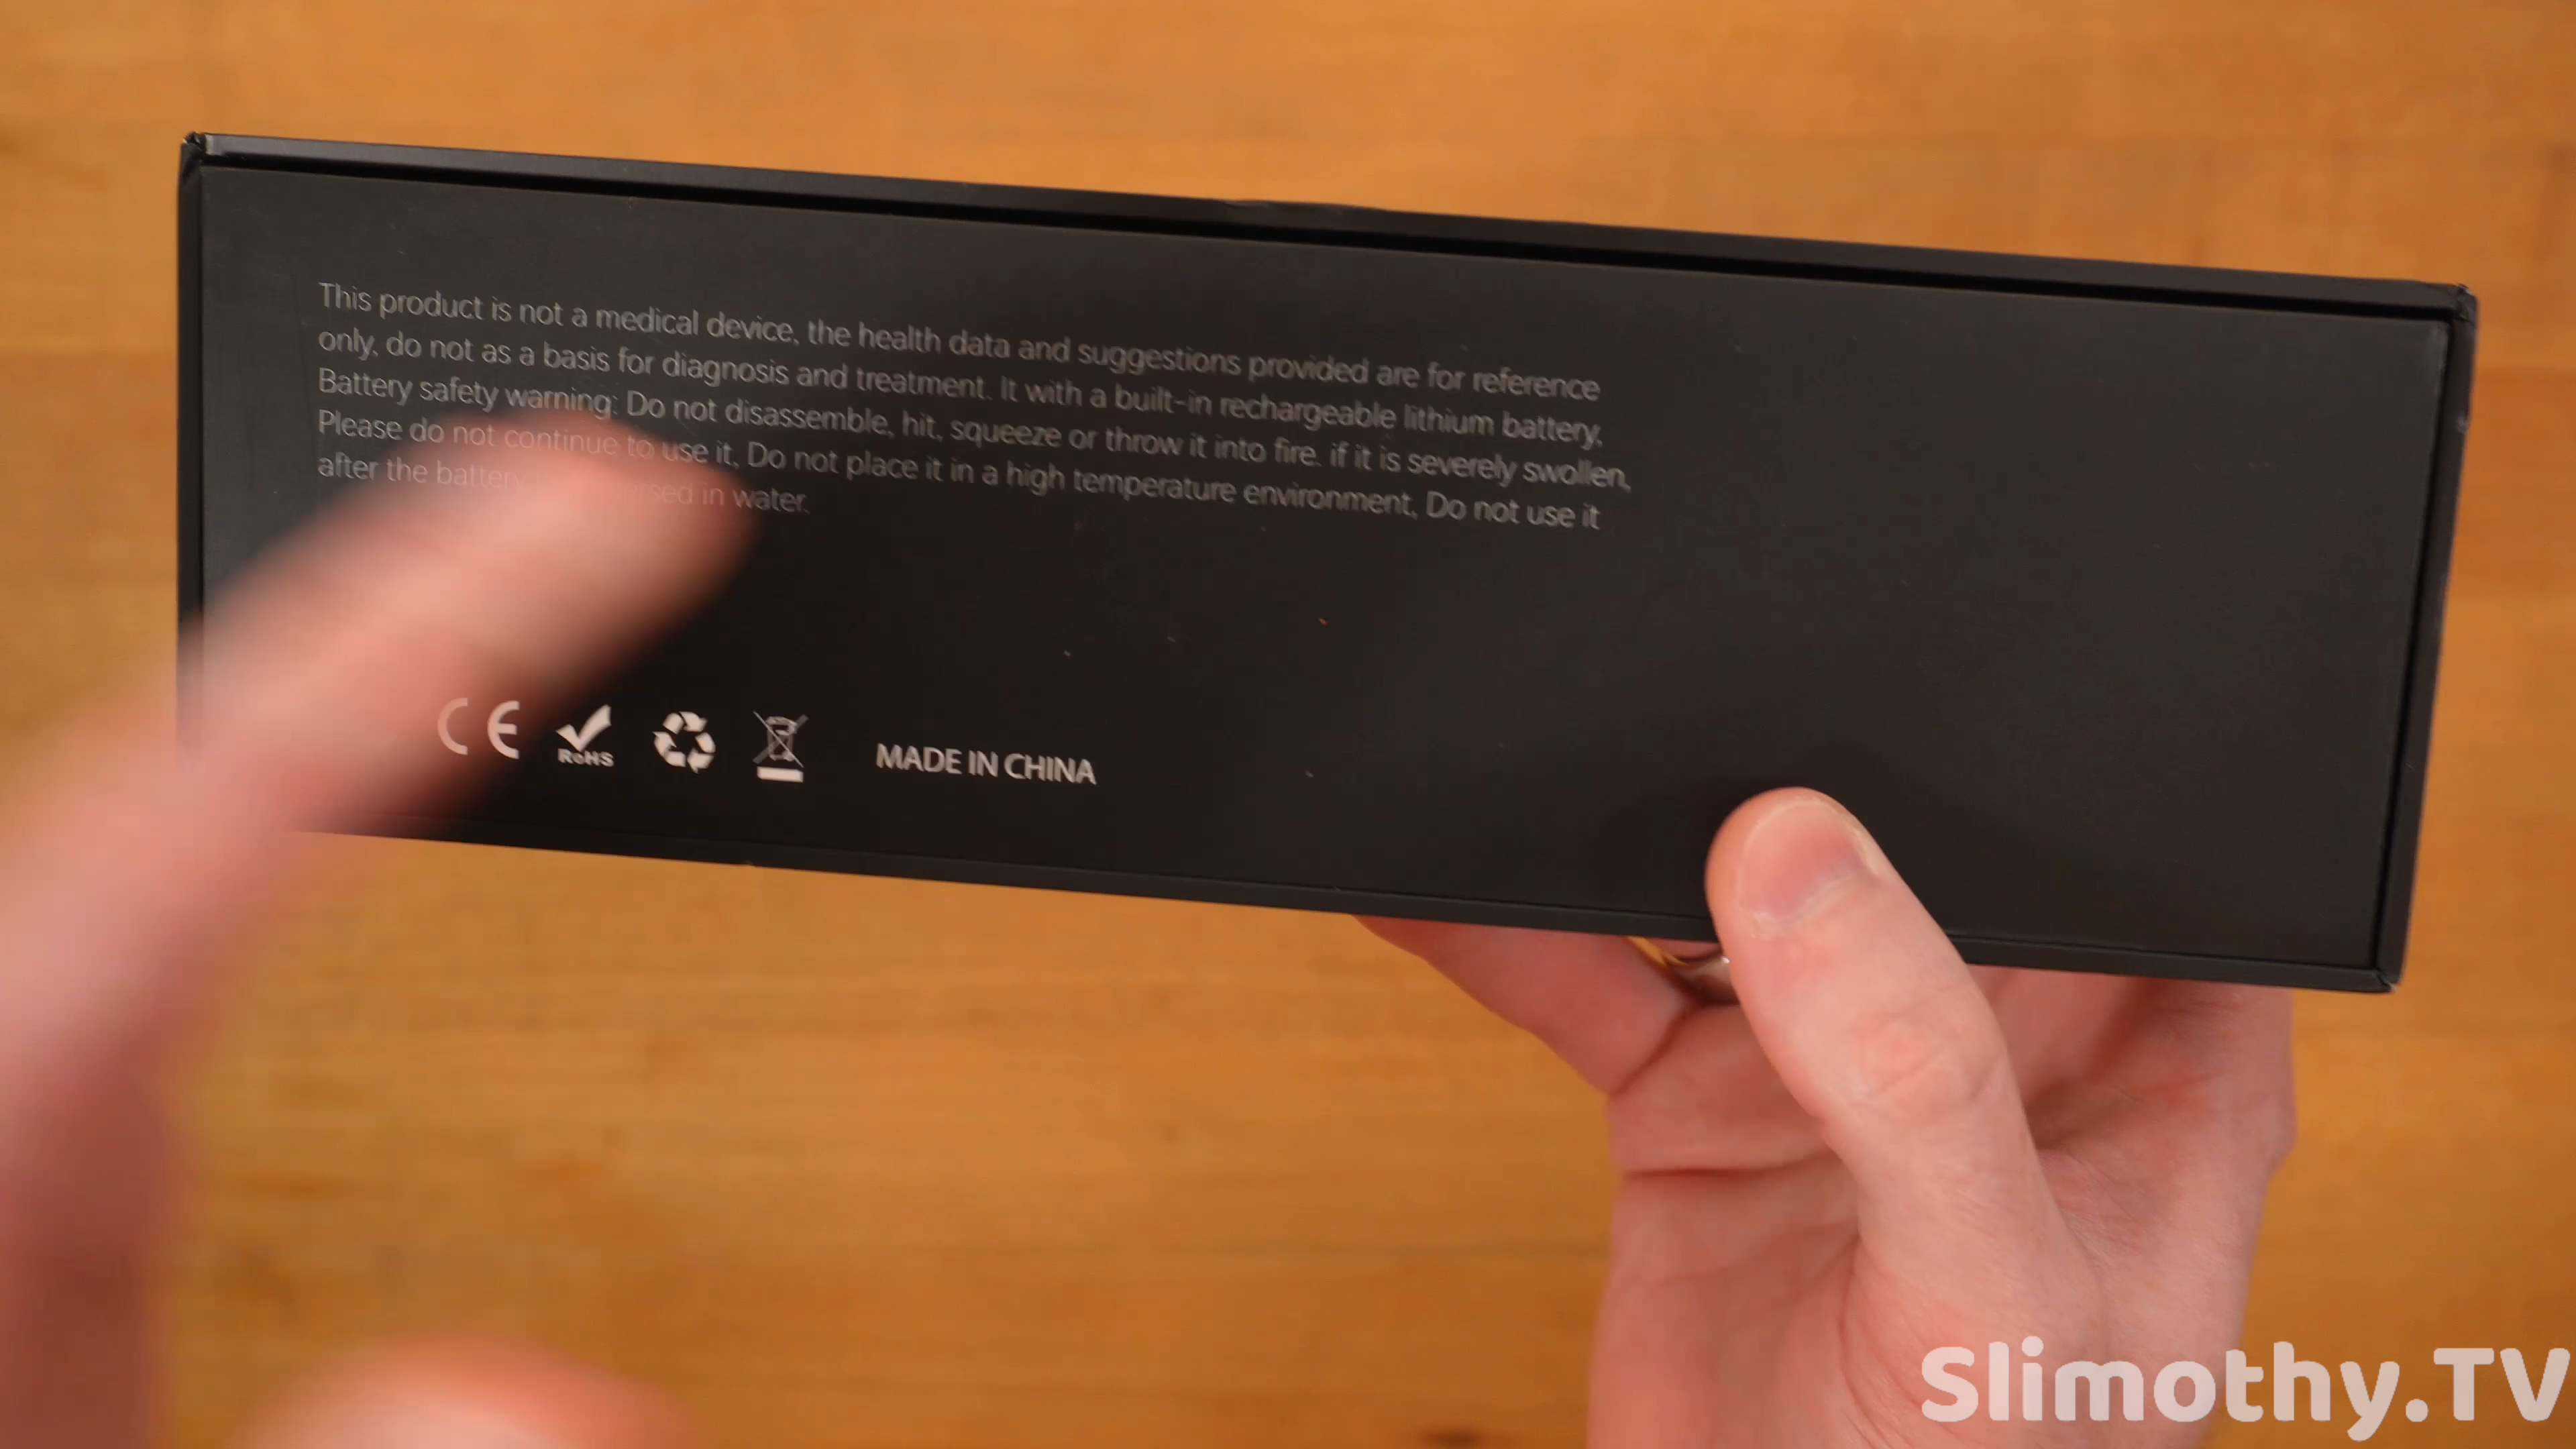 This product is not a medical device, the health data and suggestions provided are for reference
only, do not as a basis for diagnosis and treatment. It with a built-in rechargeable lithium battery,
Battery safety warning: Do not disassemble, hit, squeeze or throw it into fire. if it is severely swollen,
Please do not continue to use it, Do not place it in a high temperature environment, Do not use it
after the battery in water.
CE RoHS MADE IN CHINA
Slimothy.TV